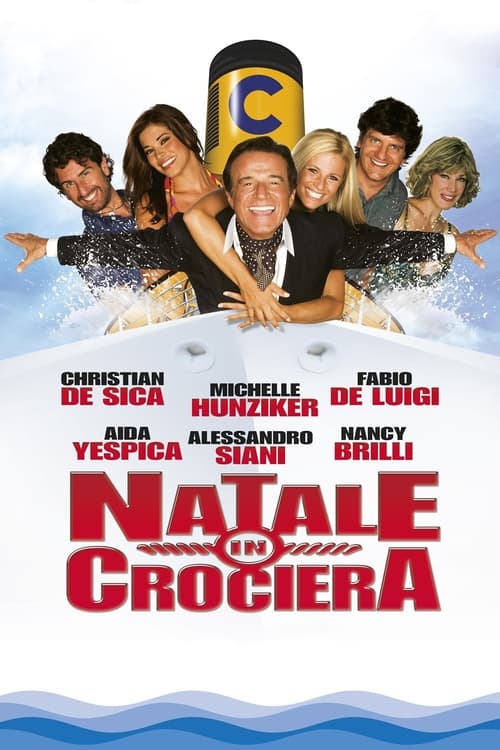 C
CHRISTIAN
DE SICA
MICHELLE
HUNZIKER
FABIO
DE LUIGI
AIDA
YESPICA
ALESSANDRO
SIANI
NANCY
BRILLI
NATALE
IN
CROCIERA